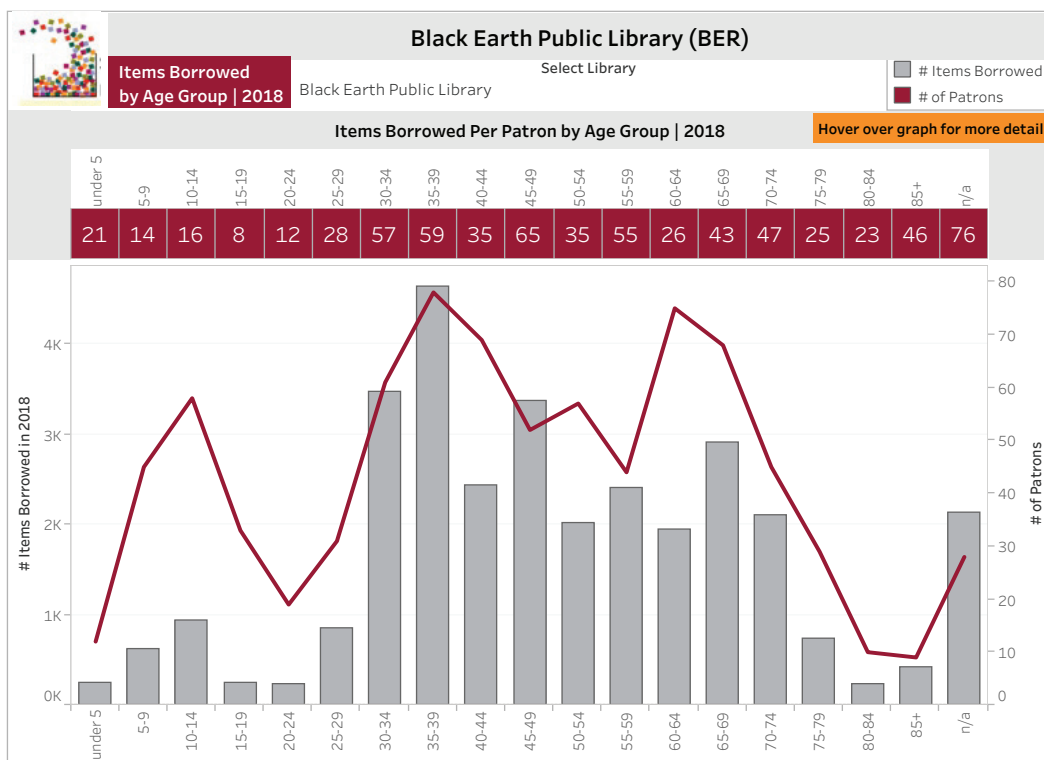 Black Earth Public Library (BER)
Items Borrowed
by Age Group | 2018
Select Library
Black Earth Public Library
# Items Borrowed
# of Patrons
Items Borrowed Per Patron by Age Group | 2018
Hover over graph for more detail
under 5 5-9 10-14 15-19 20-24 25-29 30-34 35-39 40-44 45-49 50-54 55-59 60-64 65-69 70-74 75-79 80-84 85+ n/a
21 14 16 8 12 28 57 59 35 65 35 55 26 43 47 25 23 46 76
# Items Borrowed in 2018
4K
3K
2K
1K
0K
80
70
60
50
40
30
20
10
0
# of Patrons
under 5 5-9 10-14 15-19 20-24 25-29 30-34 35-39 40-44 45-49 50-54 55-59 60-64 65-69 70-74 75-79 80-84 85+ n/a